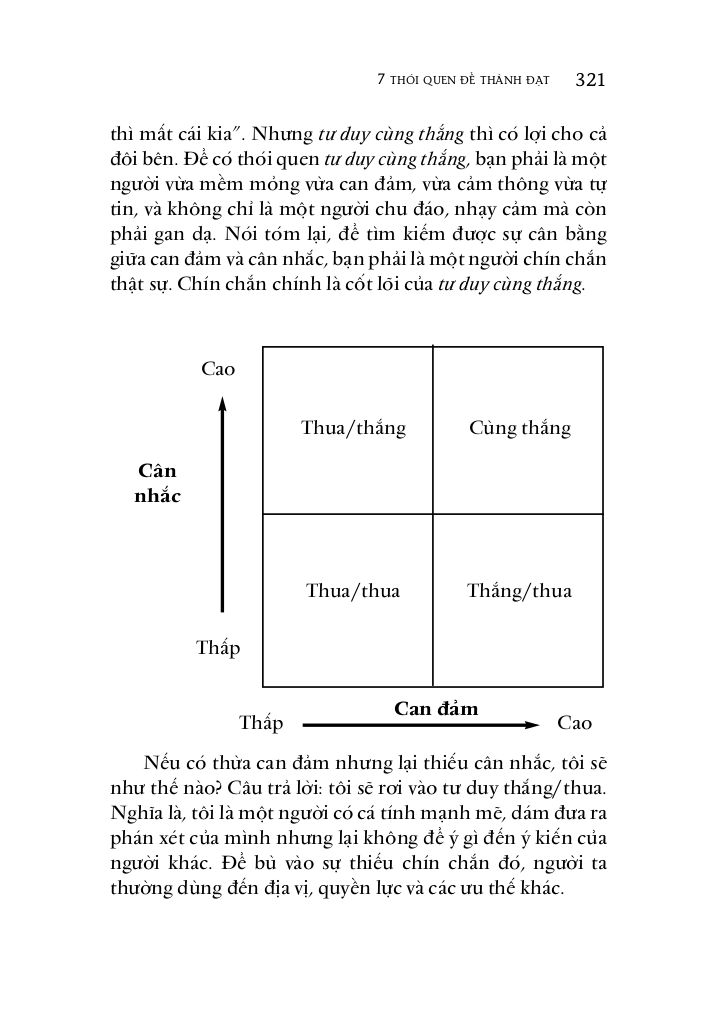 7 THÓI QUEN ĐỂ THÀNH ĐẠT 321
thì mất cái kia”. Nhưng tư duy cùng thắng thì có lợi cho cả
đôi bên. Để có thói quen tư duy cùng thắng, bạn phải là một
người vừa mềm mỏng vừa can đảm, vừa cảm thông vừa tự
tin, và không chỉ là một người chu đáo, nhạy cảm mà còn
phải gan dạ. Nói tóm lại, để tìm kiếm được sự cân bằng
giữa can đảm và cân nhắc, bạn phải là một người chín chắn
thật sự. Chín chắn chính là cốt lõi của tư duy cùng thắng.
Cao
Thua/thắng Cùng thắng
Cân
nhắc
Thua/thua Thắng/thua
Thấp
Can đảm
Thấp Cao
Nếu có thừa can đảm nhưng lại thiếu cân nhắc, tôi sẽ
như thế nào? Câu trả lời: tôi sẽ rơi vào tư duy thắng/thua.
Nghĩa là, tôi là một người có cá tính mạnh mẽ, dám đưa ra
phán xét của mình nhưng lại không để ý gì đến ý kiến của
người khác. Để bù vào sự thiếu chín chắn đó, người ta
thường dùng đến địa vị, quyền lực và các ưu thế khác.